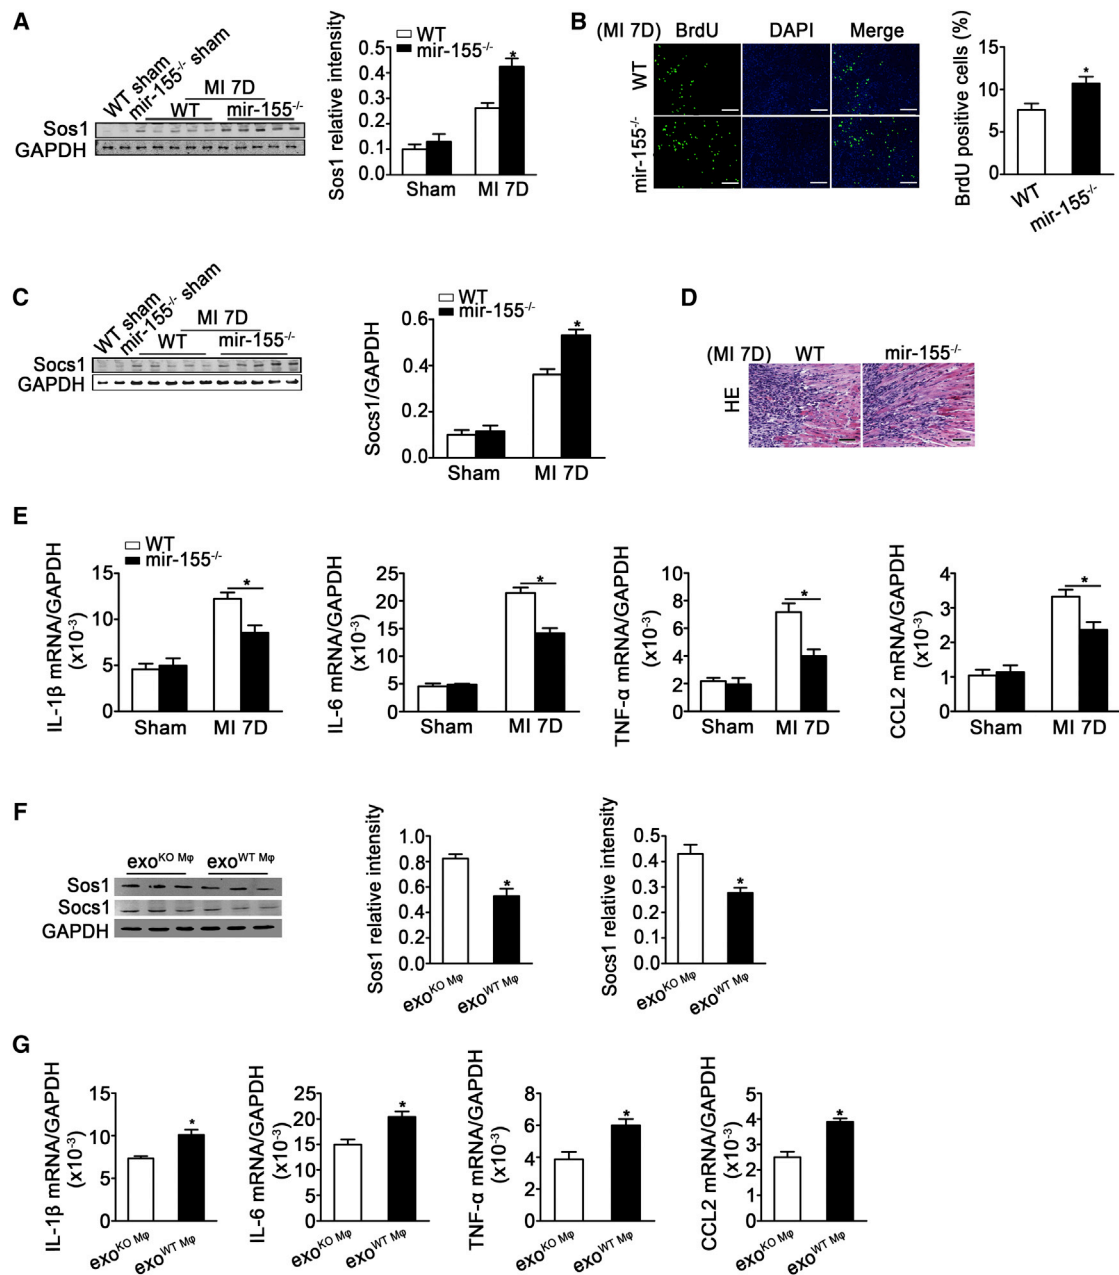 A
WT sham
mir-155-/- sham
MI 7D
WT
mir-155-/-
Sos1
GAPDH
Sos1 relative intensity
WT
mir-155-/-
0.5
0.4
0.3
0.2
0.1
0.0
*
Sham
MI 7D
B
(MI 7D)
BrdU
DAPI
Merge
WT
mir-155-/-
BrdU positive cells (%)
15
10
5
0
*
WT
mir-155-/-
C
WT sham
mir-155-/- sham
MI 7D
WT
mir-155-/-
Socs1
GAPDH
Socs1/GAPDH
WT
mir-155-/-
0.6
0.4
0.2
0.0
*
Sham
MI 7D
D
(MI 7D)
WT
mir-155-/-
HE
E
IL-1β mRNA/GAPDH
(x10-3)
WT
mir-155-/-
15
10
5
0
*
Sham
MI 7D
IL-6 mRNA/GAPDH
(x10-3)
25
20
15
10
5
0
*
Sham
MI 7D
TNF-α mRNA/GAPDH
(x10-3)
10
8
6
4
2
0
*
Sham
MI 7D
CCL2 mRNA/GAPDH
(x10-3)
4
3
2
1
0
*
Sham
MI 7D
F
exoKO Mφ
exoWT Mφ
Sos1
Socs1
GAPDH
Sos1 relative intensity
1.0
0.8
0.6
0.4
0.2
0.0
*
exoKO Mφ
exoWT Mφ
Socs1 relative intensity
0.5
0.4
0.3
0.2
0.1
0.0
*
exoKO Mφ
exoWT Mφ
G
IL-1β mRNA/GAPDH
(x10-3)
15
10
5
0
*
exoKO Mφ
exoWT Mφ
IL-6 mRNA/GAPDH
(x10-3)
25
20
15
10
5
0
*
exoKO Mφ
exoWT Mφ
TNF-α mRNA/GAPDH
(x10-3)
8
6
4
2
0
*
exoKO Mφ
exoWT Mφ
CCL2 mRNA/GAPDH
(x10-3)
5
4
3
2
1
0
*
exoKO Mφ
exoWT Mφ